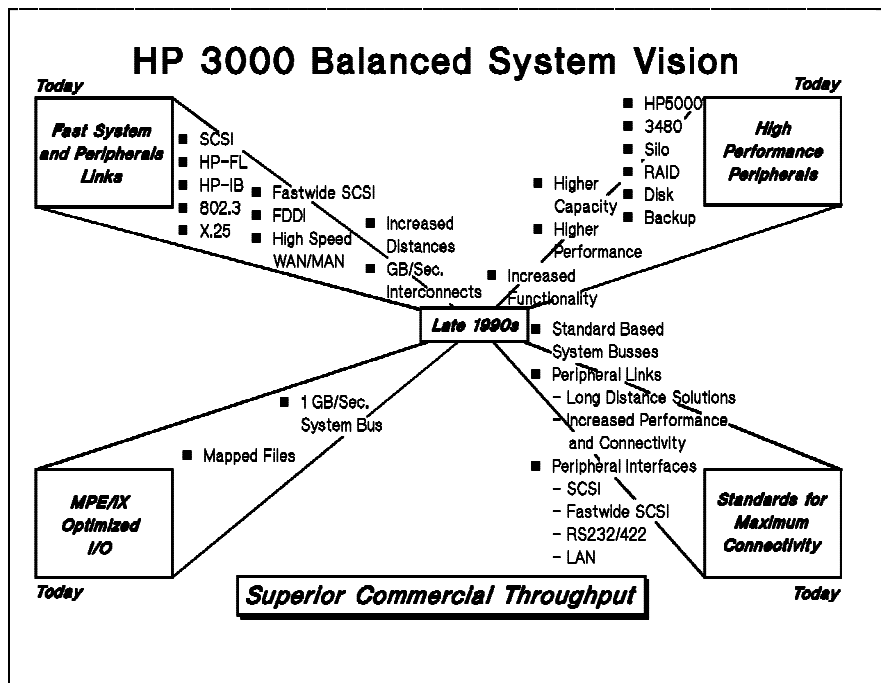 HP 3000 Balanced System Vision
Today
Fast System
and Peripherals
Links
■ SCSI
■ HP-FL
■ HP-IB
■ 802.3
■ X.25
■ Fastwide SCSI
■ FDDI
■ High Speed
WAN/MAN
■ Increased
Distances
■ GB/Sec.
Interconnects
Today
High
Performance
Peripherals
■ HP5000
■ 3480
■ Silo
■ RAID
■ Disk
■ Backup
■ Higher
Capacity
■ Higher
Performance
■ Increased
Functionality
Late 1990s
■ 1 GB/Sec.
System Bus
■ Mapped Files
MPE/IX
Optimized
I/O
Today
■ Standard Based
System Busses
■ Peripheral Links
- Long Distance Solutions
- Increased Performance
and Connectivity
■ Peripheral Interfaces
- SCSI
- Fastwide SCSI
- RS232/422
- LAN
Standards for
Maximum
Connectivity
Today
Superior Commercial Throughput